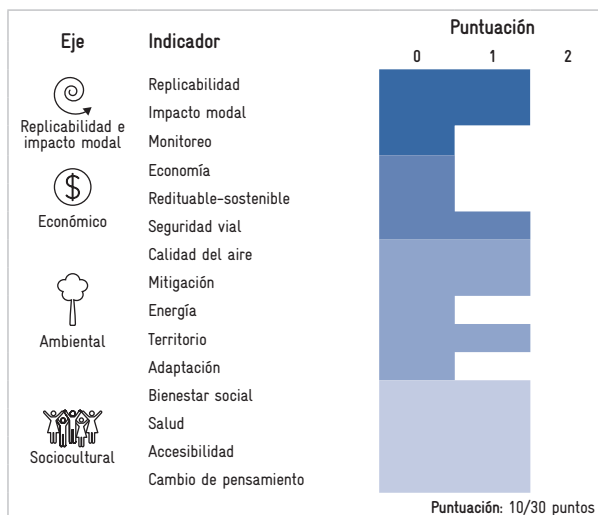 Eje Indicador Puntuación
0 1 2
Replicabilidad
Impacto modal
Monitoreo
Replicabilidad e
impacto modal
Economía
Redituable-sostenible
Seguridad vial
$
Económico
Calidad del aire
Mitigación
Energía
Territorio
Adaptación
Ambiental
Bienestar social
Salud
Accesibilidad
Cambio de pensamiento
Sociocultural
Puntuación: 10/30 puntos